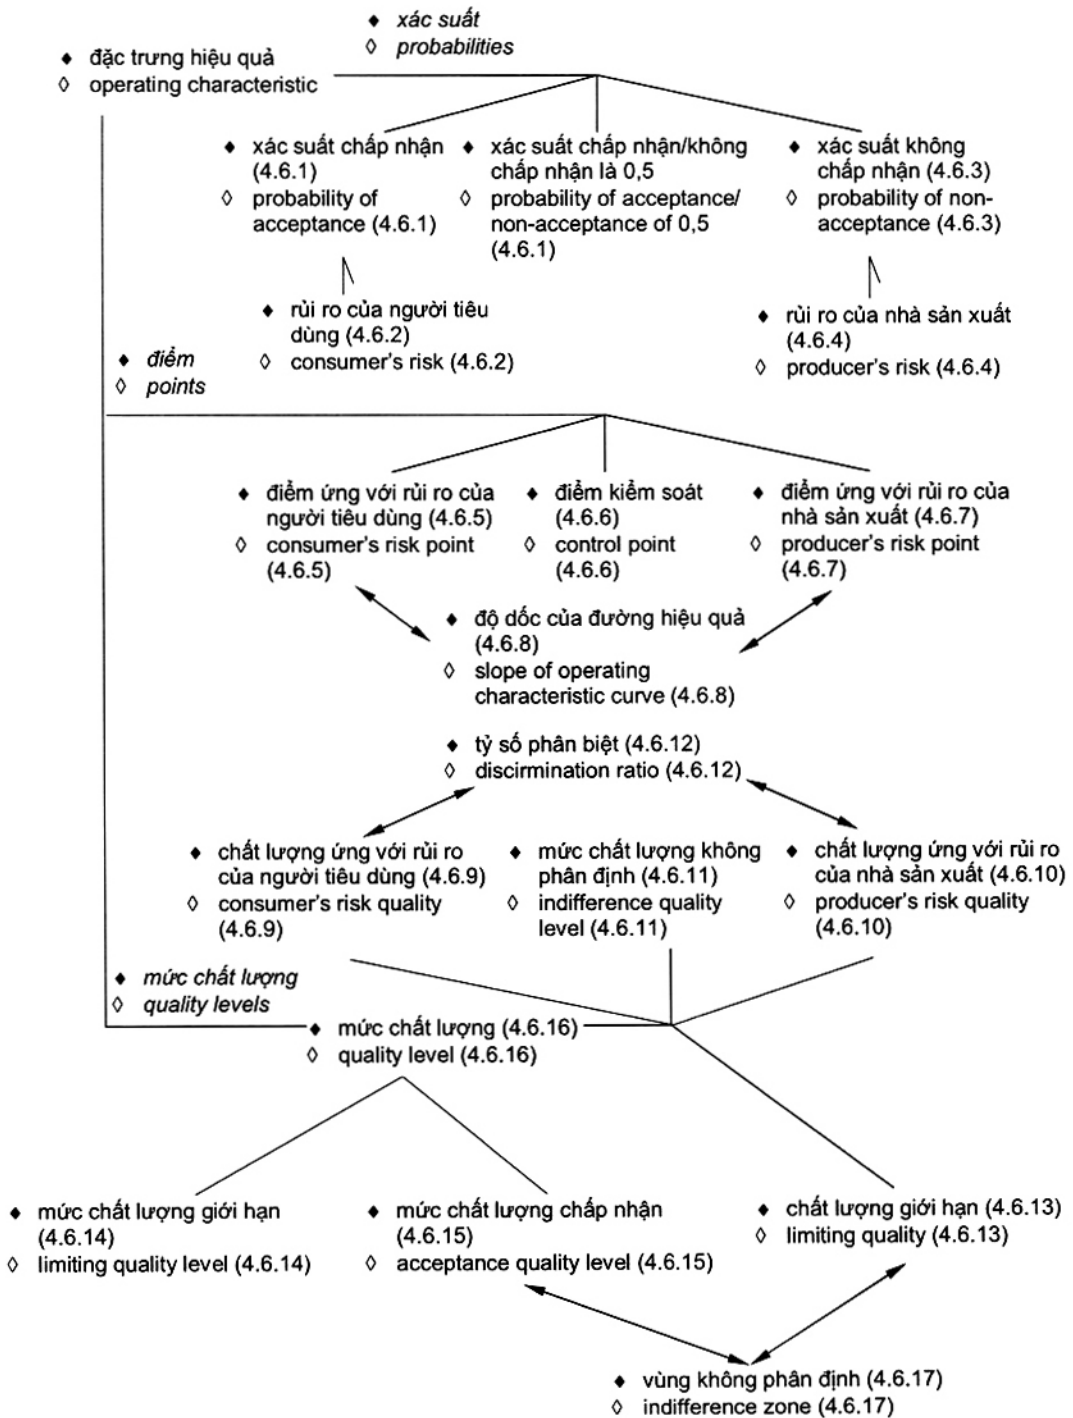 ♦ xác suất
◊ probabilities
♦ đặc trưng hiệu quả
◊ operating characteristic
♦ xác suất chấp nhận
(4.6.1)
◊ probability of
acceptance (4.6.1)
♦ xác suất chấp nhận/không
chấp nhận là 0,5
◊ probability of acceptance/
non-acceptance of 0,5
(4.6.1)
♦ xác suất không
chấp nhận (4.6.3)
◊ probability of non-
acceptance (4.6.3)
♦ rủi ro của người tiêu
dùng (4.6.2)
◊ consumer's risk (4.6.2)
♦ rủi ro của nhà sản xuất
(4.6.4)
◊ producer's risk (4.6.4)
♦ điểm
◊ points
♦ điểm ứng với rủi ro của
người tiêu dùng (4.6.5)
◊ consumer's risk point
(4.6.5)
♦ điểm kiểm soát
(4.6.6)
◊ control point
(4.6.6)
♦ điểm ứng với rủi ro của
nhà sản xuất (4.6.7)
◊ producer's risk point
(4.6.7)
♦ độ dốc của đường hiệu quả
(4.6.8)
◊ slope of operating
characteristic curve (4.6.8)
♦ tỷ số phân biệt (4.6.12)
◊ discirmination ratio (4.6.12)
♦ chất lượng ứng với rủi ro
của người tiêu dùng (4.6.9)
◊ consumer's risk quality
(4.6.9)
♦ mức chất lượng không
phân định (4.6.11)
◊ indifference quality
level (4.6.11)
♦ chất lượng ứng với rủi ro
của nhà sản xuất (4.6.10)
◊ producer's risk quality
(4.6.10)
♦ mức chất lượng
◊ quality levels
♦ mức chất lượng (4.6.16)
◊ quality level (4.6.16)
♦ mức chất lượng giới hạn
(4.6.14)
◊ limiting quality level (4.6.14)
♦ mức chất lượng chấp nhận
(4.6.15)
◊ acceptance quality level (4.6.15)
♦ chất lượng giới hạn (4.6.13)
◊ limiting quality (4.6.13)
♦ vùng không phân định (4.6.17)
◊ indifference zone (4.6.17)